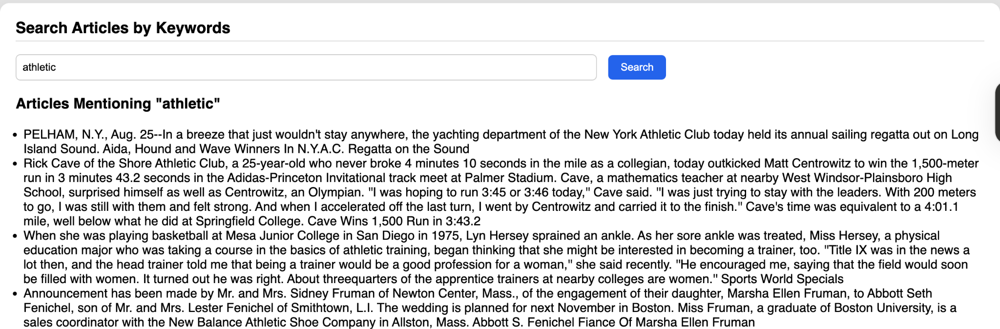 Search Articles by Keywords
athletic
Search
Articles Mentioning "athletic"
• PELHAM, N.Y., Aug. 25--In a breeze that just wouldn't stay anywhere, the yachting department of the New York Athletic Club today held its annual sailing regatta out on Long
Island Sound. Aida, Hound and Wave Winners In N.Y.A.C. Regatta on the Sound
• Rick Cave of the Shore Athletic Club, a 25-year-old who never broke 4 minutes 10 seconds in the mile as a collegian, today outkicked Matt Centrowitz to win the 1,500-meter
run in 3 minutes 43.2 seconds in the Adidas-Princeton Invitational track meet at Palmer Stadium. Cave, a mathematics teacher at nearby West Windsor-Plainsboro High
School, surprised himself as well as Centrowitz, an Olympian. "I was hoping to run 3:45 or 3:46 today," Cave said. "I was just trying to stay with the leaders. With 200 meters
to go, I was still with them and felt strong. And when I accelerated off the last turn, I went by Centrowitz and carried it to the finish." Cave's time was equivalent to a 4:01.1
mile, well below what he did at Springfield College. Cave Wins 1,500 Run in 3:43.2
• When she was playing basketball at Mesa Junior College in San Diego in 1975, Lyn Hersey sprained an ankle. As her sore ankle was treated, Miss Hersey, a physical
education major who was taking a course in the basics of athletic training, began thinking that she might be interested in becoming a trainer, too. "Title IX was in the news a
lot then, and the head trainer told me that being a trainer would be a good profession for a woman," she said recently. "He encouraged me, saying that the field would soon
be filled with women. It turned out he was right. About threequarters of the apprentice trainers at nearby colleges are women." Sports World Specials
• Announcement has been made by Mr. and Mrs. Sidney Fruman of Newton Center, Mass., of the engagement of their daughter, Marsha Ellen Fruman, to Abbott Seth
Fenichel, son of Mr. and Mrs. Lester Fenichel of Smithtown, L.I. The wedding is planned for next November in Boston. Miss Fruman, a graduate of Boston University, is a
sales coordinator with the New Balance Athletic Shoe Company in Allston, Mass. Abbott S. Fenichel Fiance Of Marsha Ellen Fruman